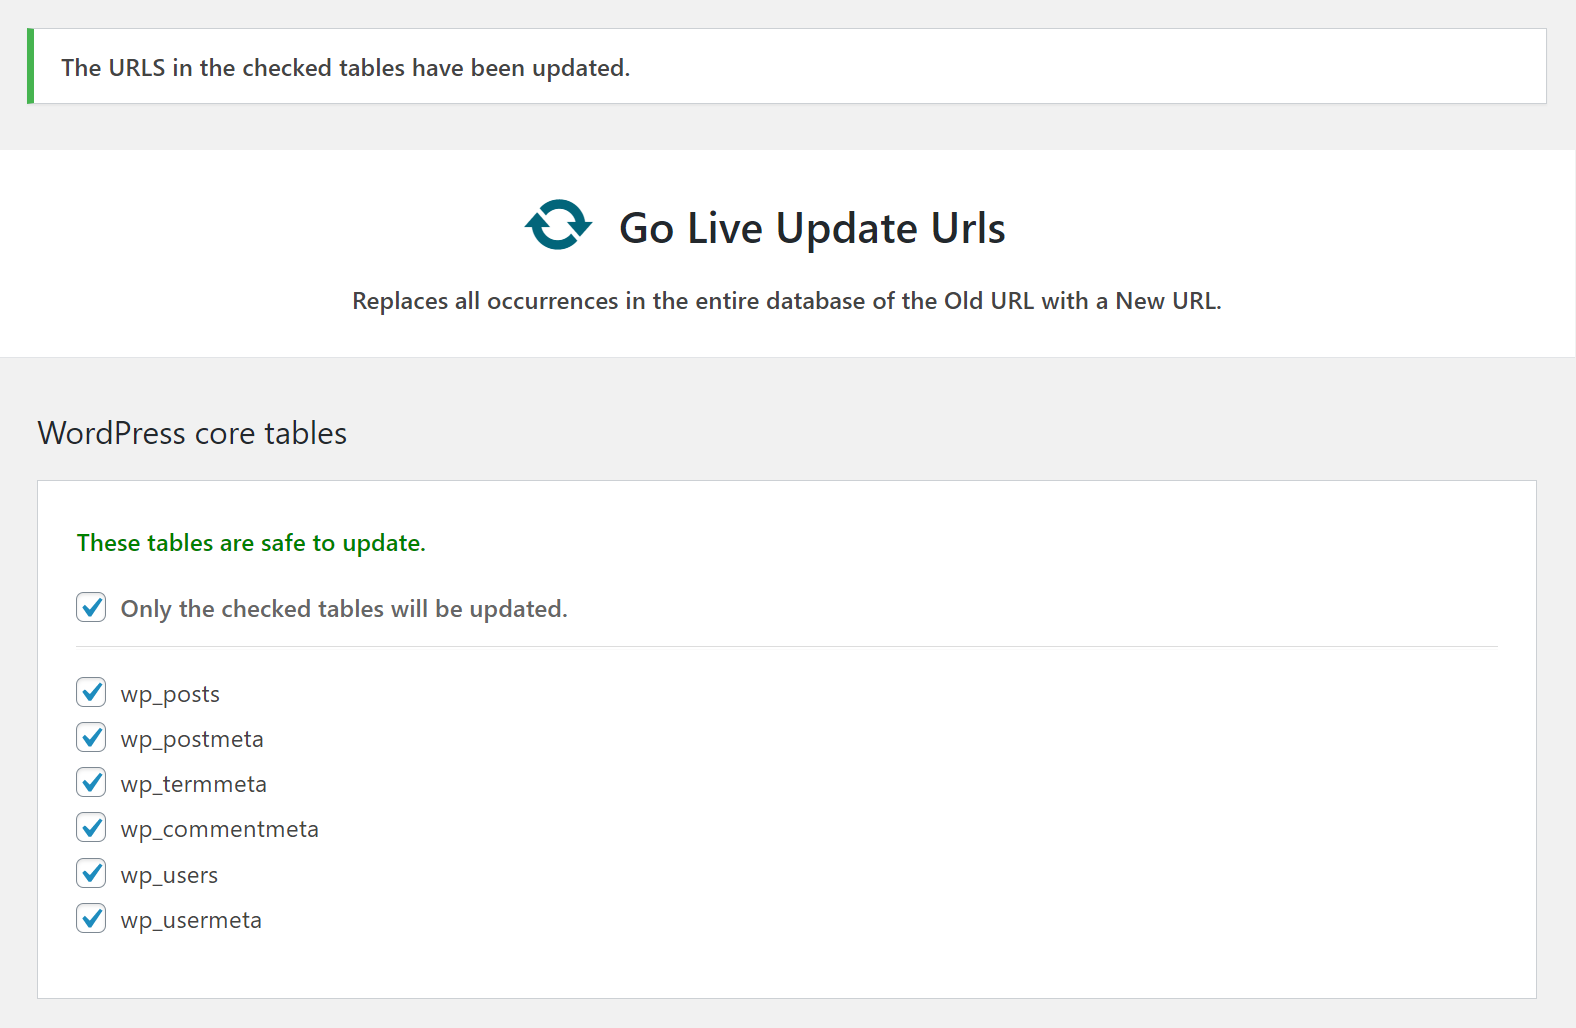 The URLS in the checked tables have been updated.
Go Live Update Urls
Replaces all occurrences in the entire database of the Old URL with a New URL.
WordPress core tables
These tables are safe to update.
Only the checked tables will be updated.
wp_posts
wp_postmeta
wp_termmeta
wp_commentmeta
wp_users
wp_usermeta